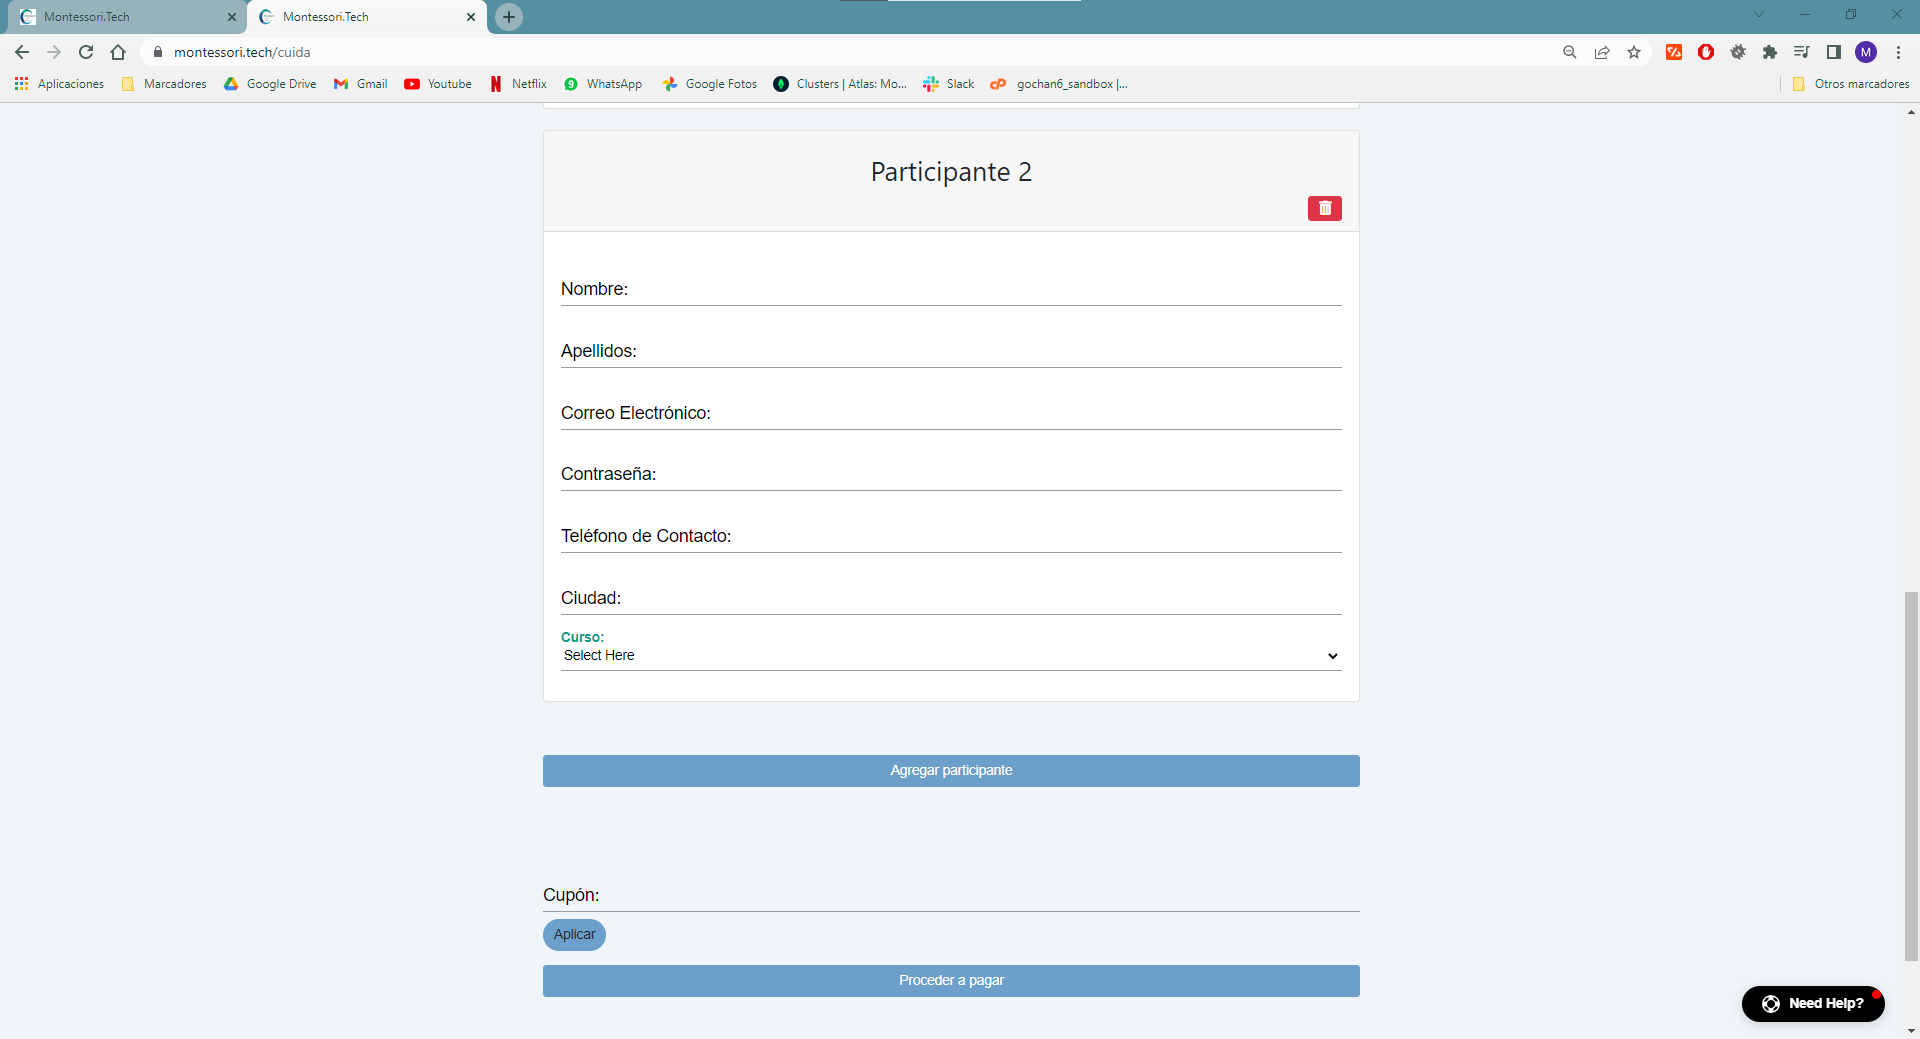 Montessori.Tech
Montessori.Tech
montessori.tech/cuida
M
Aplicaciones
Marcadores
Google Drive
Gmail
Youtube
Netflix
WhatsApp
Google Fotos
Clusters | Atlas: Mo...
Slack
gochan6_sandbox |...
Otros marcadores
Participante 2
Nombre:
Apellidos:
Correo Electrónico:
Contraseña:
Teléfono de Contacto:
Ciudad:
Curso:
Select Here
Agregar participante
Cupón:
Aplicar
Proceder a pagar
Need Help?